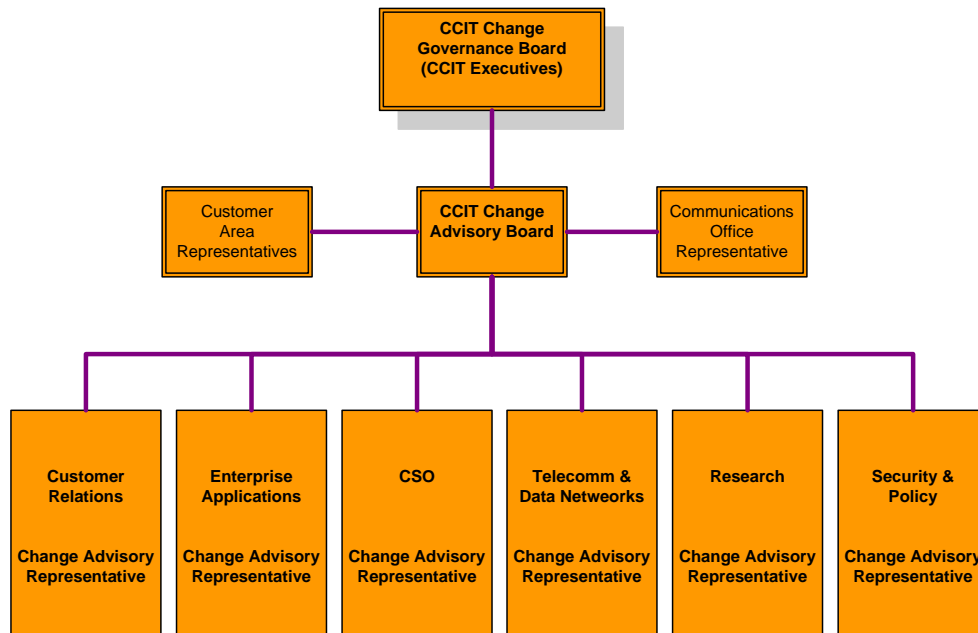 CCIT Change
Governance Board
(CCIT Executives)
Customer
Area
Representatives
CCIT Change
Advisory Board
Communications
Office
Representative
Customer
Relations
Change Advisory
Representative
Enterprise
Applications
Change Advisory
Representative
CSO
Change Advisory
Representative
Telecomm &
Data Networks
Change Advisory
Representative
Research
Change Advisory
Representative
Security &
Policy
Change Advisory
Representative